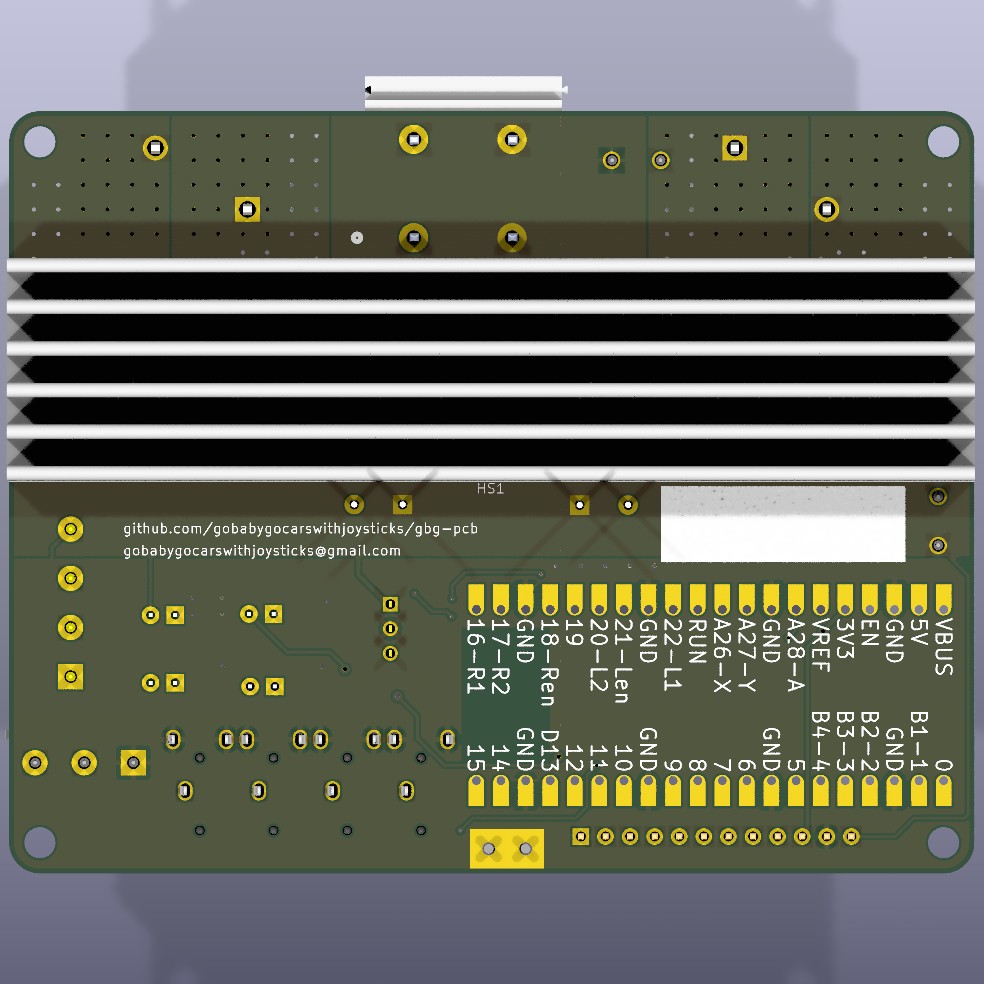 HS1
github.com/gobabygocarswithjoysticks/gbg-pcb
gobabygocarswithjoysticks@gmail.com
16-R1
17-R2
GND
18-Ren
19
20-L2
21-Len
GND
22-L1
RUN
A26-X
A27-Y
GND
A28-A
VREF
3V3
EN
GND
5V
VBUS
15
14
GND
D13
12
11
10
GND
9
8
7
6
GND
5
B4-4
B3-3
B2-2
GND
B1-1
0